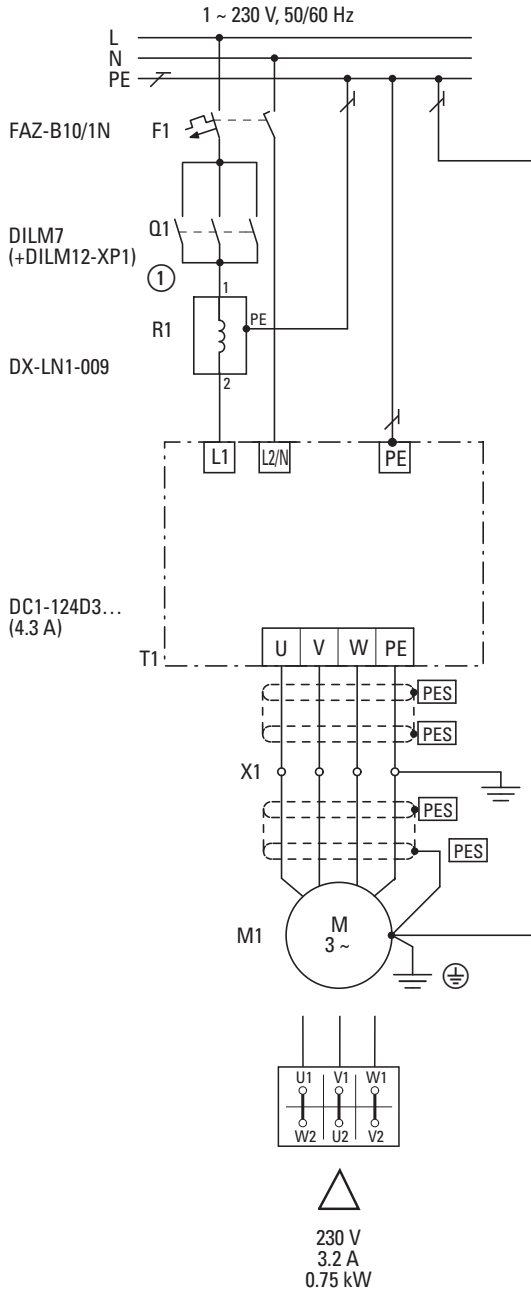 1 ~ 230 V, 50/60 Hz
L
N
PE
FAZ-B10/1N
F1
Q1
DILM7
(+DILM12-XP1)
1
1
R1
PE
DX-LN1-009
2
L1
L2/N
PE
DC1-124D3…
(4.3 A)
T1
U
V
W
PE
PES
PES
X1
PES
PES
M1
M
3 ~
U1
V1
W1
W2
U2
V2
230 V
3.2 A
0.75 kW